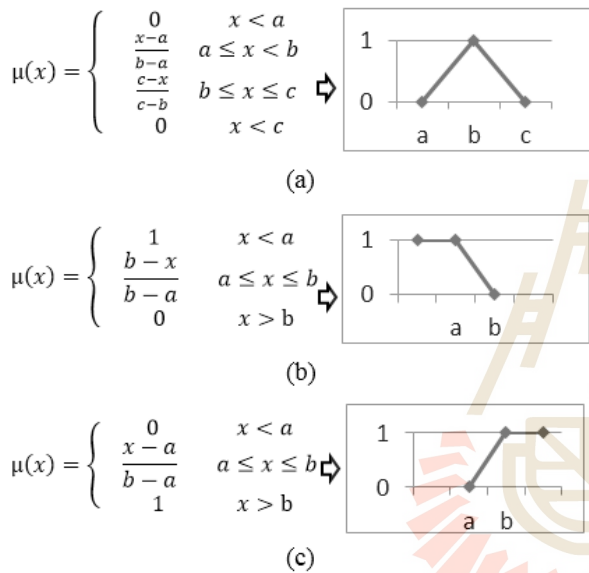 μ(x) = { 0 x < a
x−a / b−a a ≤ x < b
c−x / c−b b ≤ x ≤ c
0 x < c
1
0
a b c
(a)
μ(x) = { 1 x < a
b − x / b − a a ≤ x ≤ b
0 x > b
1
0
a b
(b)
μ(x) = { 0 x < a
x − a / b − a a ≤ x ≤ b
1 x > b
1
0
a b
(c)